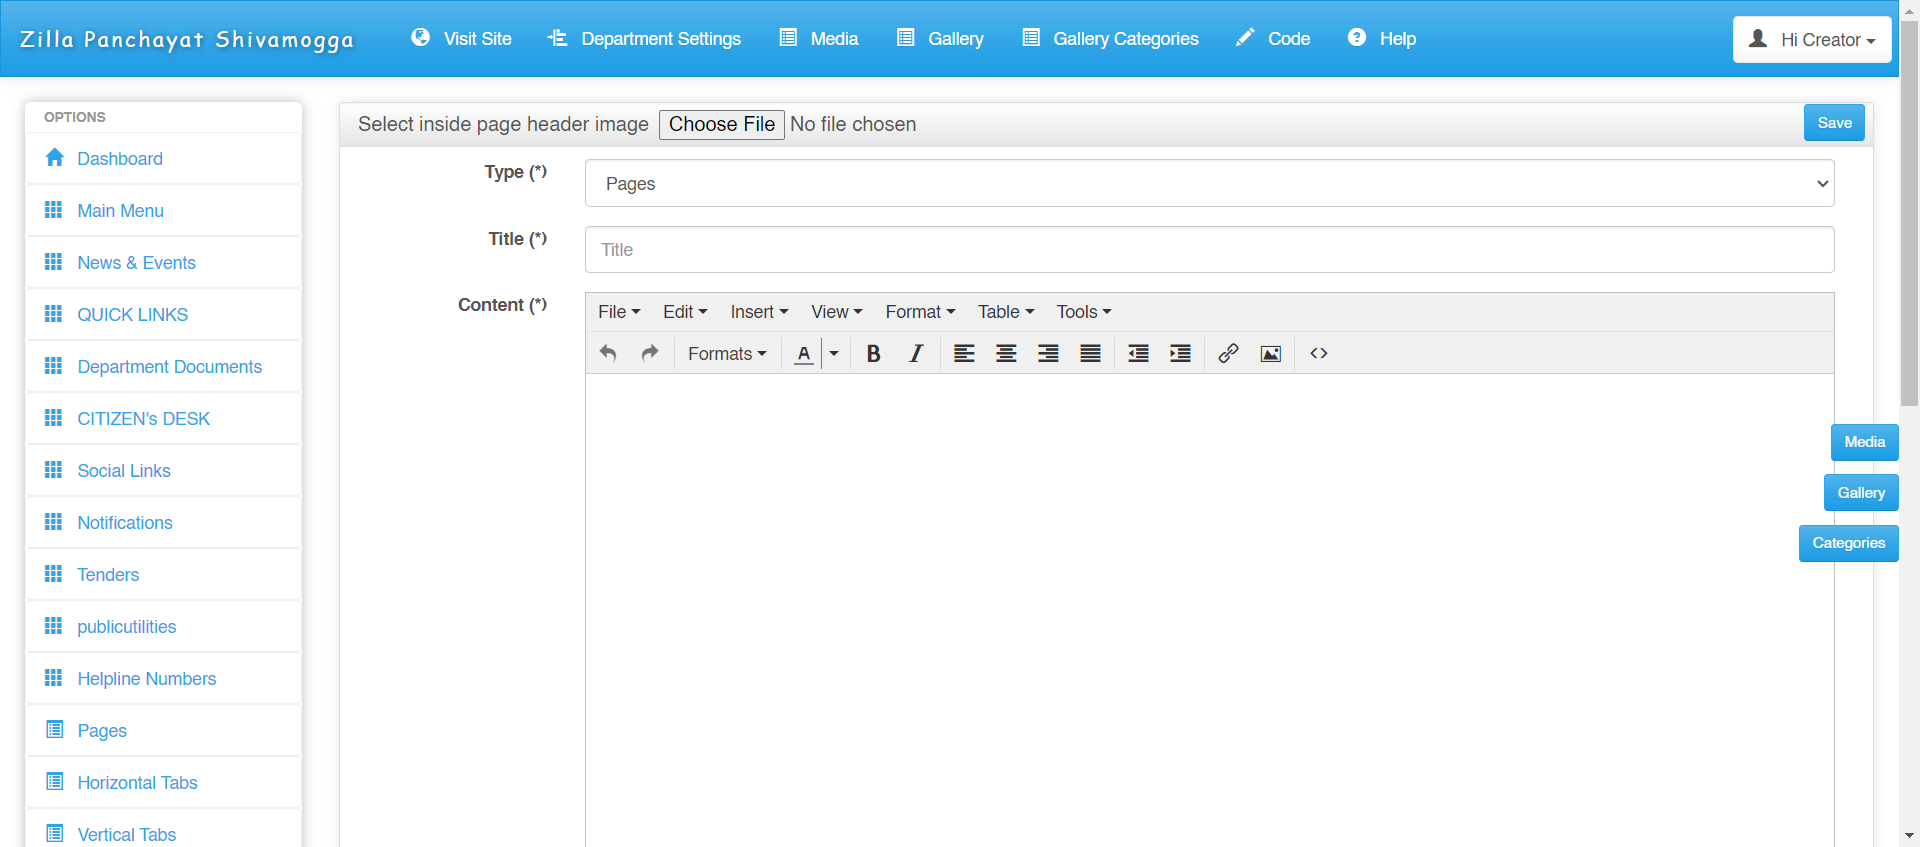 Zilla Panchayat Shivamogga
Visit Site
Department Settings
Media
Gallery
Gallery Categories
Code
Help
Hi Creator
OPTIONS
Dashboard
Main Menu
News & Events
QUICK LINKS
Department Documents
CITIZEN's DESK
Social Links
Notifications
Tenders
publicutilities
Helpline Numbers
Pages
Horizontal Tabs
Vertical Tabs
Select inside page header image Choose File No file chosen
Save
Type (*)
Pages
Title (*)
Title
Content (*)
File Edit Insert View Format Table Tools
Formats A B I
Media
Gallery
Categories